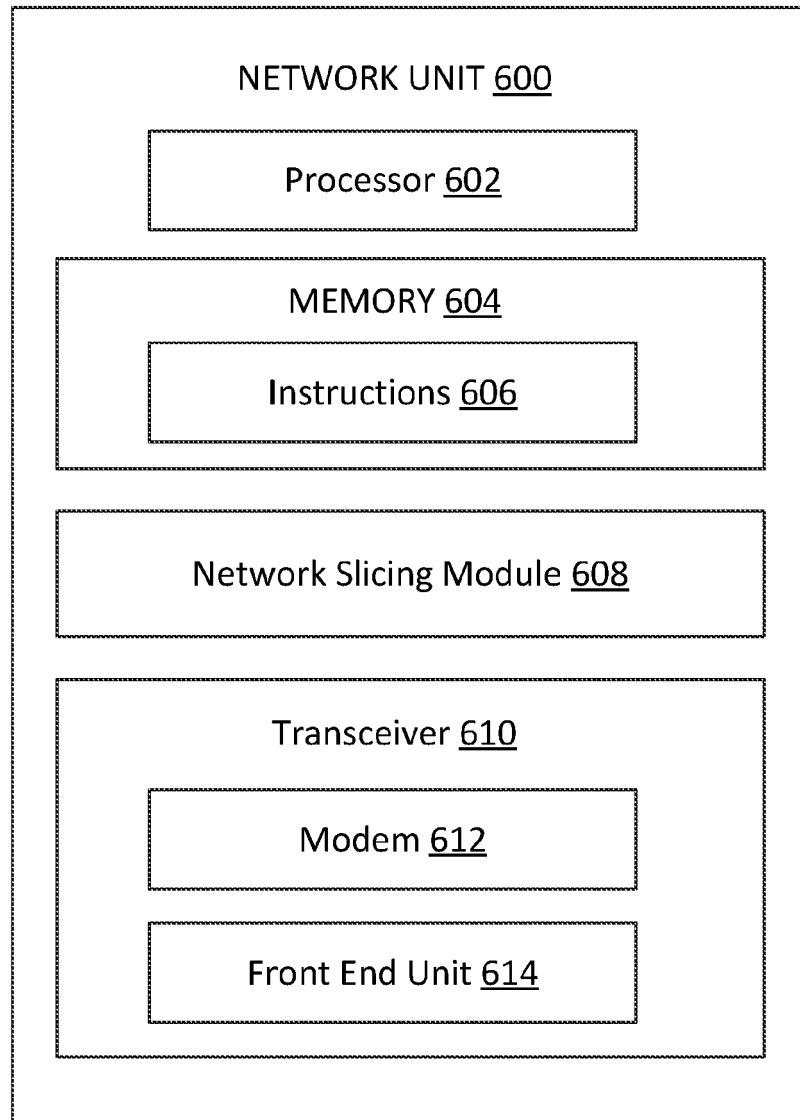 NETWORK UNIT 600
Processor 602
MEMORY 604
Instructions 606
Network Slicing Module 608
Transceiver 610
Modem 612
Front End Unit 614